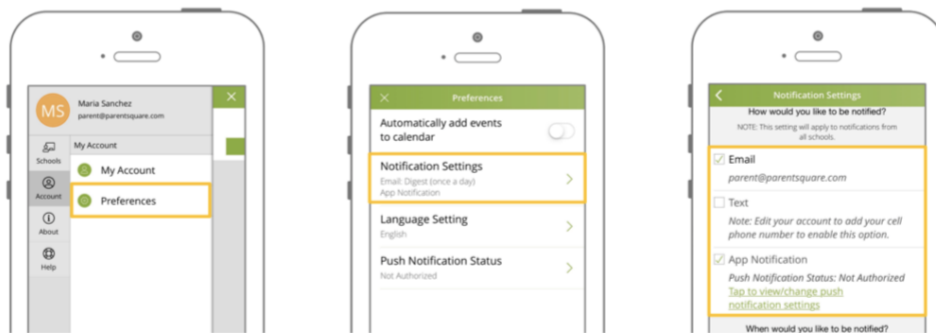 MS
Maria Sanchez
parent@parentsquare.com
Schools
Account
About
Help
My Account
My Account
Preferences
Preferences
Automatically add events
to calendar
Notification Settings
Email: Digest (once a day)
App Notification
Language Setting
English
Push Notification Status
Not Authorized
Notification Settings
How would you like to be notified?
NOTE: This setting will apply to notifications from
all schools.
Email
parent@parentsquare.com
Text
Note: Edit your account to add your cell
phone number to enable this option.
App Notification
Push Notification Status: Not Authorized
Tap to view/change push
notification settings
When would you like to be notified?